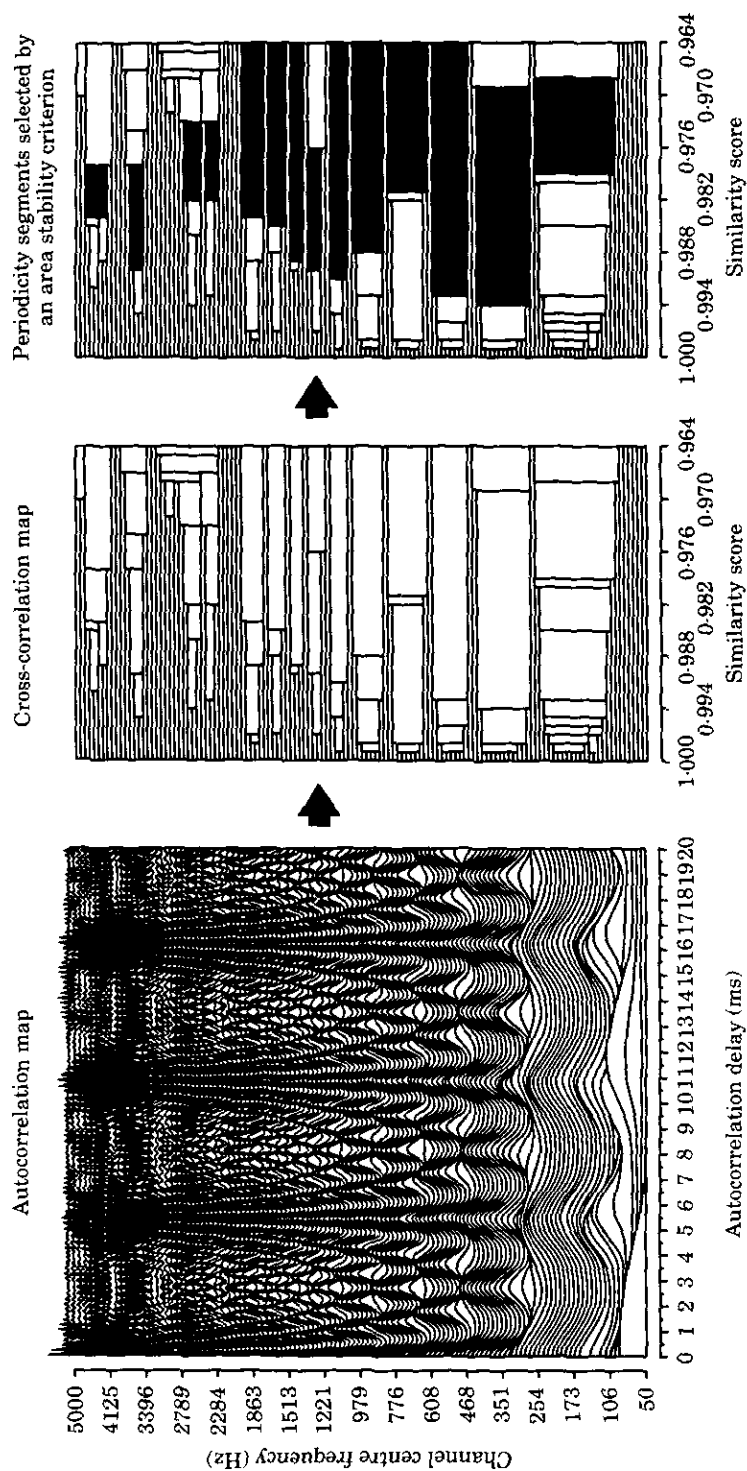 Autocorrelation map
Cross-correlation map
Periodicity segments selected by
an area stability criterion
Channel centre frequency (Hz)
5000
4125
3396
2789
2284
1863
1513
1221
979
776
608
468
351
254
173
106
50
0 1 2 3 4 5 6 7 8 9 10 11 12 13 14 15 16 17 18 19 20
Autocorrelation delay (ms)
1·000 0·994 0·988 0·982 0·976 0·970 0·964
Similarity score
1·000 0·994 0·988 0·982 0·976 0·970 0·964
Similarity score